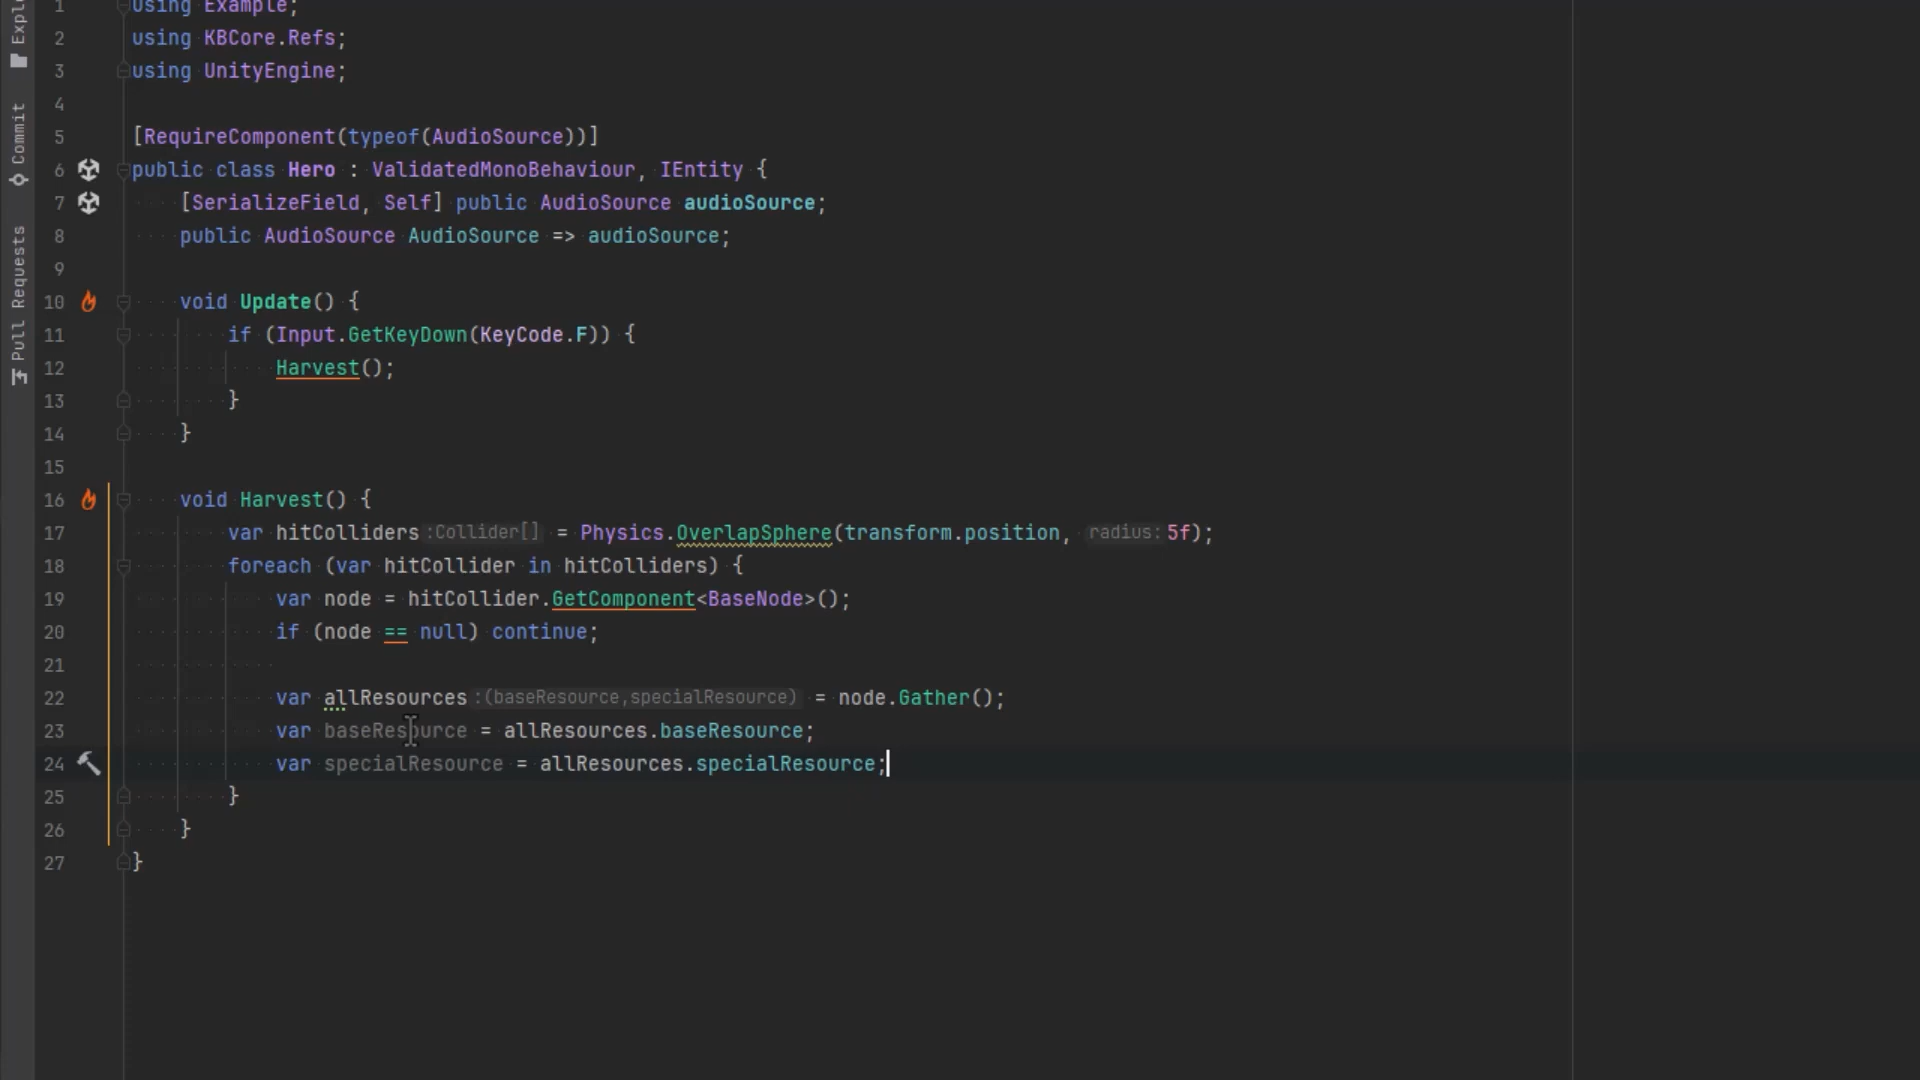 Explo
Commit
Pull Requests
1 using Example;
2 using KBCore.Refs;
3 using UnityEngine;
4
5 [RequireComponent(typeof(AudioSource))]
6 public class Hero : ValidatedMonoBehaviour, IEntity {
7 [SerializeField, Self] public AudioSource audioSource;
8 public AudioSource AudioSource => audioSource;
9
10 void Update() {
11 if (Input.GetKeyDown(KeyCode.F)) {
12 Harvest();
13 }
14 }
15
16 void Harvest() {
17 var hitColliders :Collider[] = Physics.OverlapSphere(transform.position, radius: 5f);
18 foreach (var hitCollider in hitColliders) {
19 var node = hitCollider.GetComponent<BaseNode>();
20 if (node == null) continue;
21
22 var allResources :(baseResource,specialResource) = node.Gather();
23 var baseResource = allResources.baseResource;
24 var specialResource = allResources.specialResource;
25 }
26 }
27 }